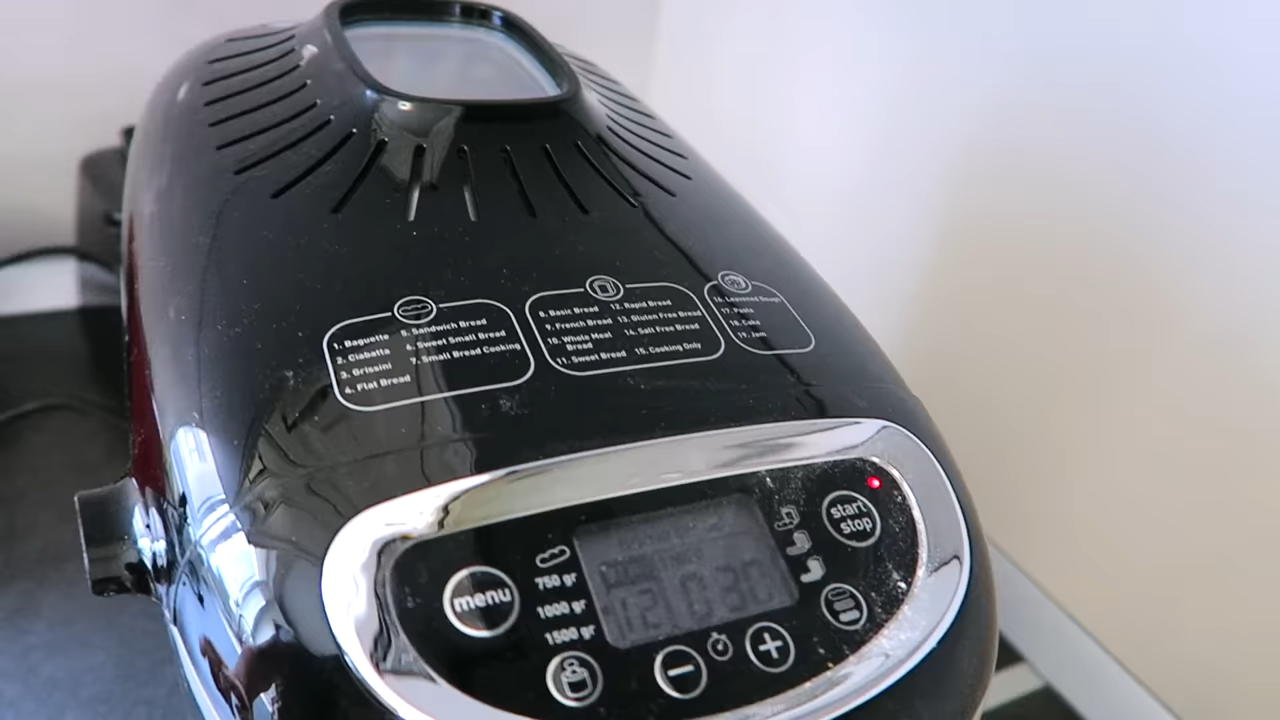 1. Baguette
2. Ciabatta
3. Grissini
4. Flat Bread
5. Sandwich Bread
6. Sweet Small Bread
7. Small Bread Cooking
8. Basic Bread
9. French Bread
10. Whole Meal
Bread
11. Sweet Bread
12. Rapid Bread
13. Gluten Free Bread
14. Salt Free Bread
15. Cooking Only
16. Leavened Dough
17. Pasta
18. Cake
19. Jam
start
stop
menu
750 gr
1000 gr
1500 gr
12 0:30